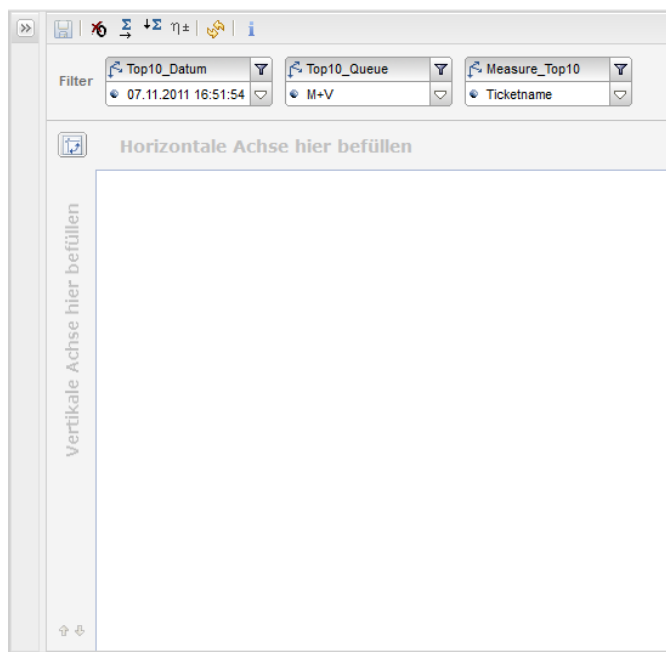 Filter
Top10_Datum
07.11.2011 16:51:54
Top10_Queue
M+V
Measure_Top10
Ticketname
Horizontale Achse hier befüllen
Vertikale Achse hier befüllen